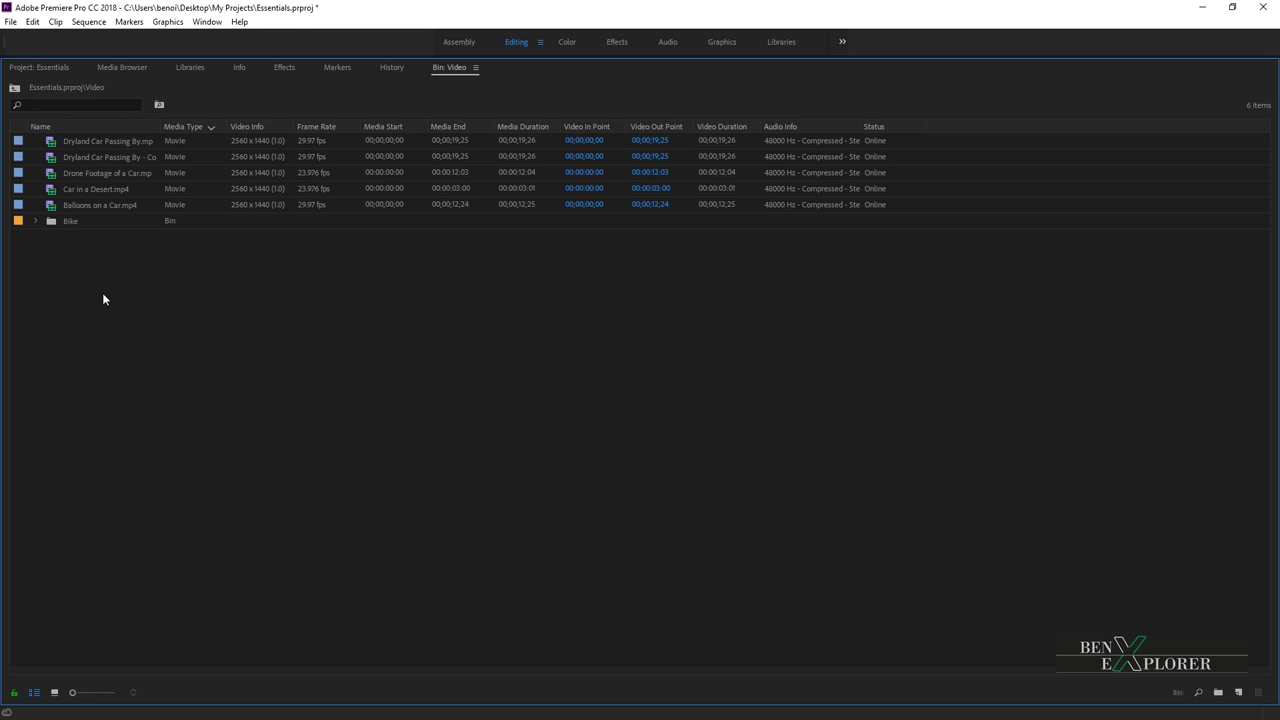 Adobe Premiere Pro CC 2018 - C:\Users\benoi\Desktop\My Projects\Essentials.prproj *
File Edit Clip Sequence Markers Graphics Window Help
Assembly Editing Color Effects Audio Graphics Libraries
Project: Essentials Media Browser Libraries Info Effects Markers History Bin: Video
Essentials.prproj\Video
6 Items
Name Media Type Video Info Frame Rate Media Start Media End Media Duration Video In Point Video Out Point Video Duration Audio Info Status
Dryland Car Passing By.mp Movie 2560 x 1440 (1.0) 29.97 fps 00;00;00;00 00;00;19;25 00;00;19;26 00;00;00;00 00;00;19;25 00;00;19;26 48000 Hz - Compressed - Ste Online
Dryland Car Passing By - Co Movie 2560 x 1440 (1.0) 29.97 fps 00;00;00;00 00;00;19;25 00;00;19;26 00;00;00;00 00;00;19;25 00;00;19;26 48000 Hz - Compressed - Ste Online
Drone Footage of a Car.mp Movie 2560 x 1440 (1.0) 23.976 fps 00:00:00:00 00:00:12:03 00:00:12:04 00:00:00:00 00:00:12:03 00:00:12:04 48000 Hz - Compressed - Ste Online
Car in a Desert.mp4 Movie 2560 x 1440 (1.0) 23.976 fps 00:00:00:00 00:00:03:00 00:00:03:01 00:00:00:00 00:00:03:00 00:00:03:01 48000 Hz - Compressed - Ste Online
Balloons on a Car.mp4 Movie 2560 x 1440 (1.0) 29.97 fps 00;00;00;00 00;00;12;24 00;00;12;25 00;00;00;00 00;00;12;24 00;00;12;25 48000 Hz - Compressed - Ste Online
Bike Bin
BEN
EXPLORER